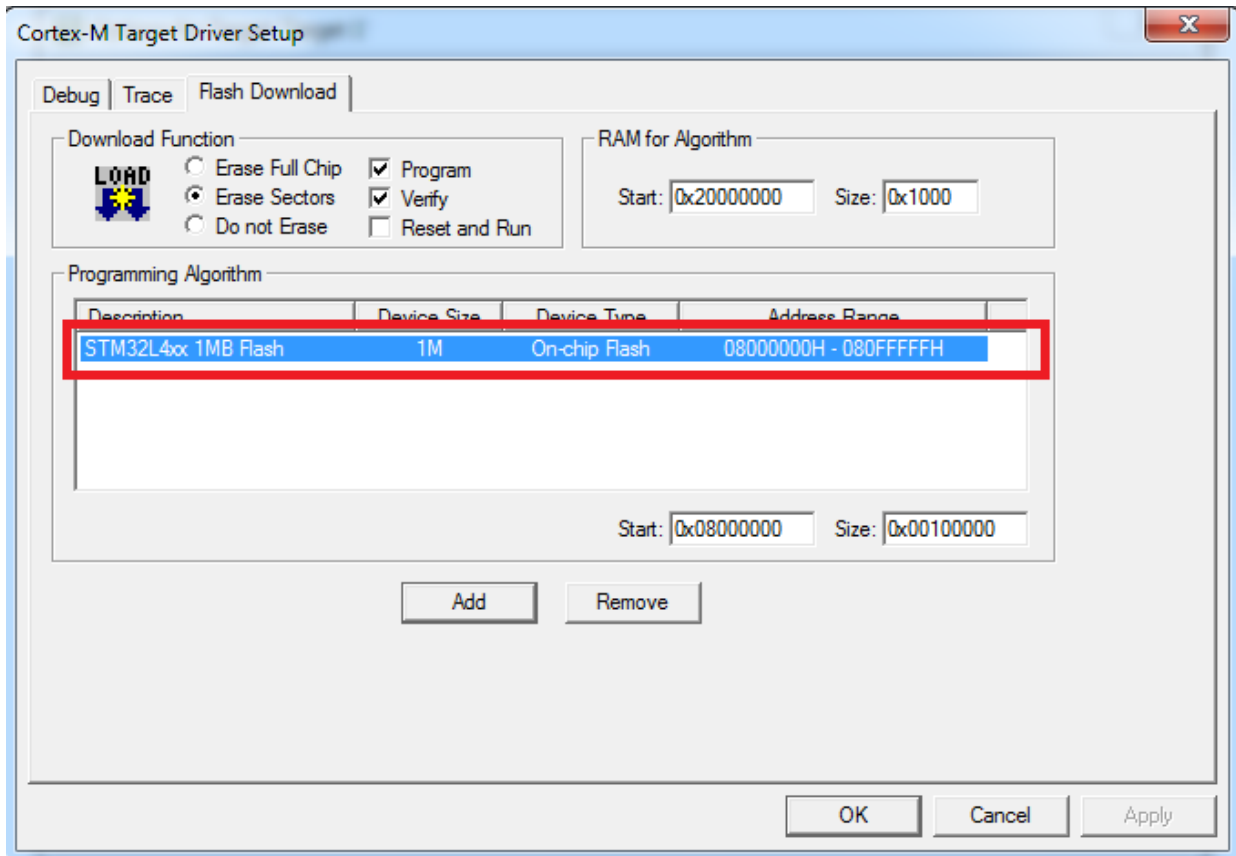 Cortex-M Target Driver Setup
Debug Trace Flash Download
Download Function
LOAD
Erase Full Chip
Erase Sectors
Do not Erase
Program
Verify
Reset and Run
RAM for Algorithm
Start: 0x20000000 Size: 0x1000
Programming Algorithm
Description Device Size Device Type Address Range
STM32L4xx 1MB Flash 1M On-chip Flash 08000000H - 080FFFFFH
Start: 0x08000000 Size: 0x00100000
Add Remove
OK Cancel Apply